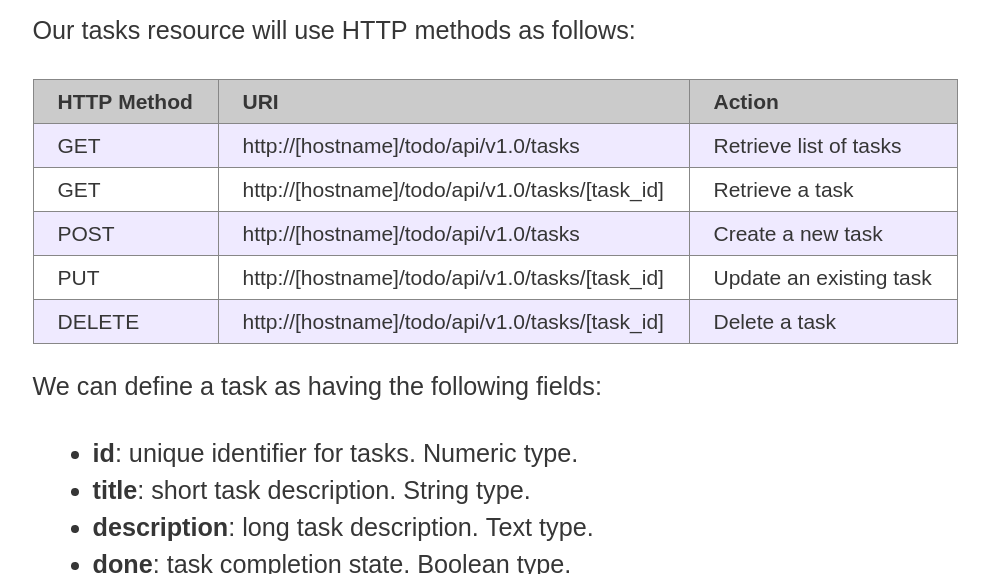 Our tasks resource will use HTTP methods as follows:
HTTP Method URI Action
GET http://[hostname]/todo/api/v1.0/tasks Retrieve list of tasks
GET http://[hostname]/todo/api/v1.0/tasks/[task_id] Retrieve a task
POST http://[hostname]/todo/api/v1.0/tasks Create a new task
PUT http://[hostname]/todo/api/v1.0/tasks/[task_id] Update an existing task
DELETE http://[hostname]/todo/api/v1.0/tasks/[task_id] Delete a task
We can define a task as having the following fields:
• id: unique identifier for tasks. Numeric type.
• title: short task description. String type.
• description: long task description. Text type.
• done: task completion state. Boolean type.